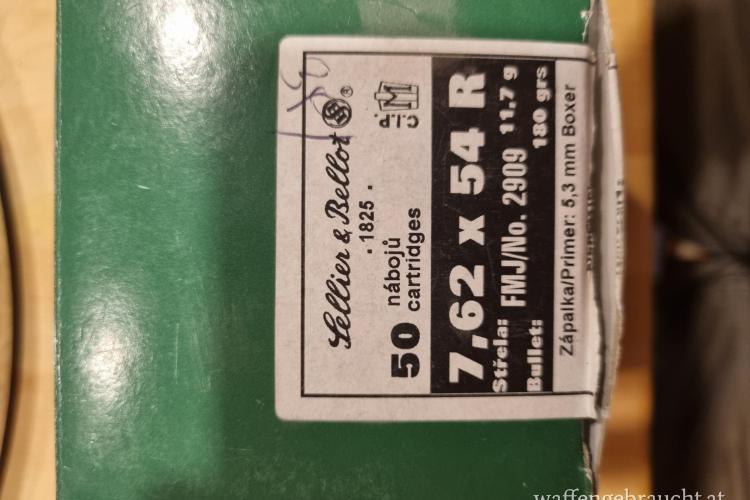 Sellier & Bellot ®
. 1825 .
50 nábojů
cartridges
7,62 x 54 R
Střela: FMJ/No. 2909 11.7 g
Bullet: 180 grs
Zápalka/Primer: 5,3 mm Boxer
waffengebraucht.at